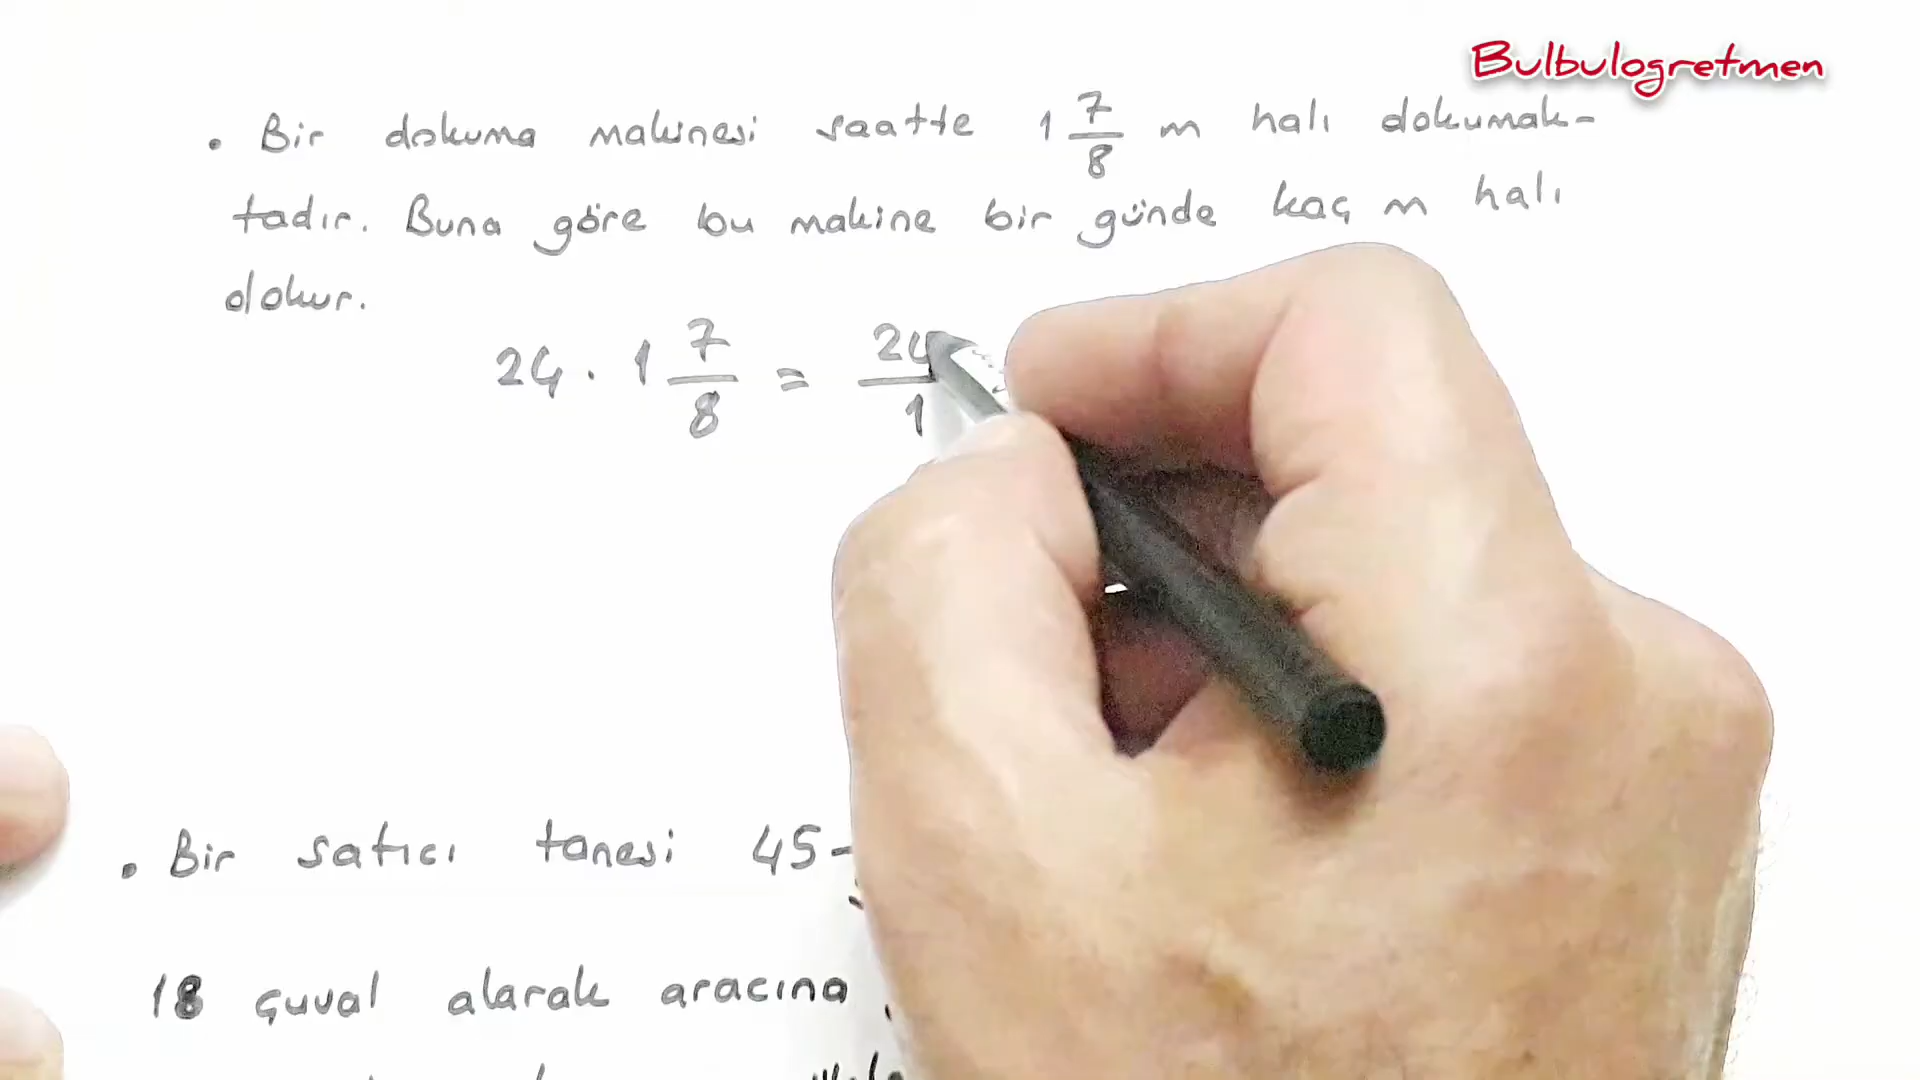 Bulbulogretmen
• Bir dokuma makinesi saatte 1 7/8 m halı dokumak-
tadır. Buna göre bu makine bir günde kaç m halı
dokur.
24 . 1 7/8 = 24/1
• Bir satıcı tanesi 45
18 çuval alarak aracına